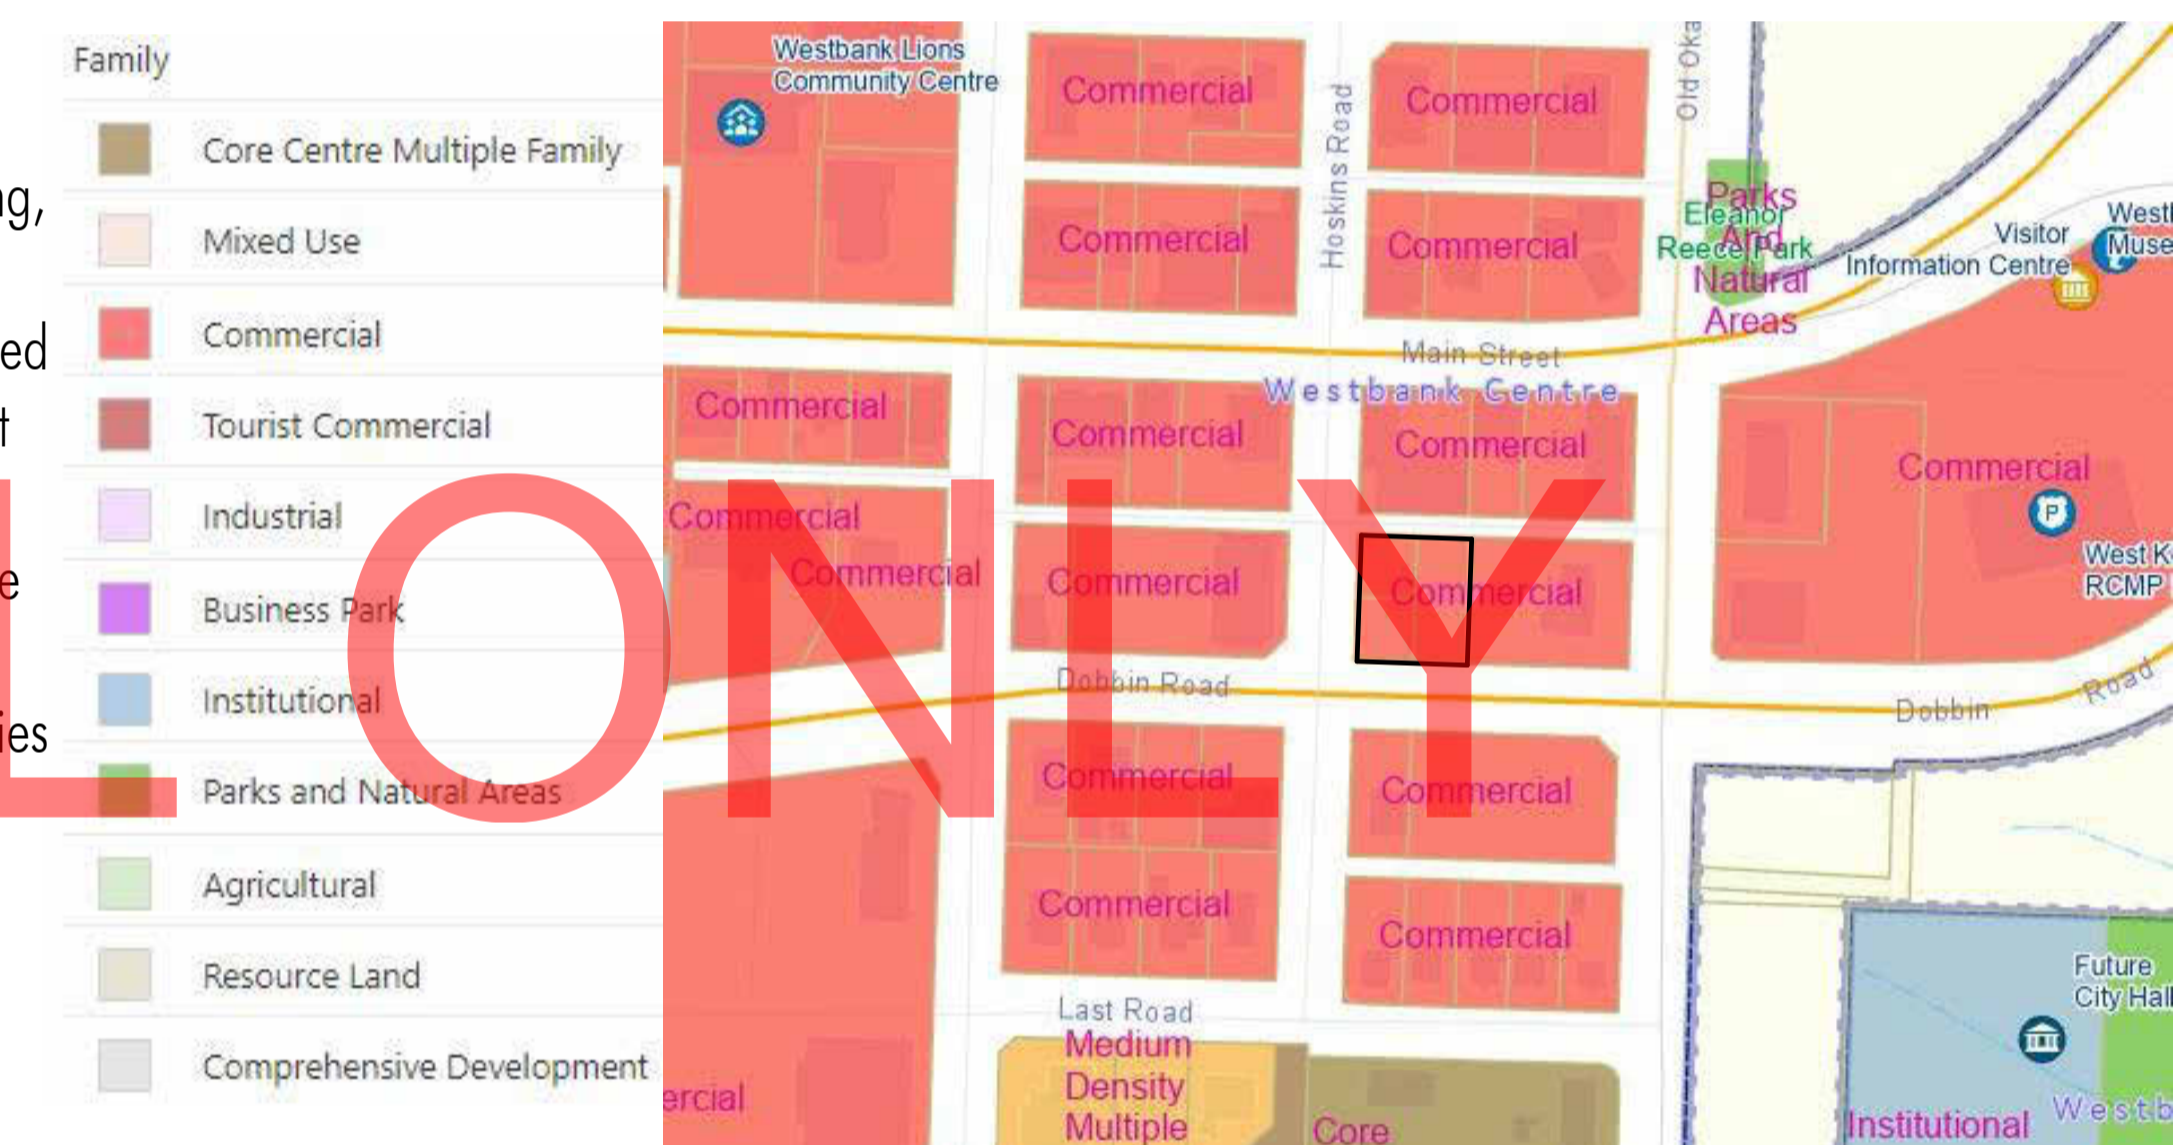 Family
Core Centre Multiple Family
Mixed Use
Commercial
Tourist Commercial
Industrial
Business Park
Institutional
Parks and Natural Areas
Agricultural
Resource Land
Comprehensive Development
ng,
ed
t
e
ies
L ONLY
Westbank Lions
Community Centre
Commercial
Commercial
Hoskins Road
Old Oka
Commercial
Commercial
Parks
And
Natural
Areas
Eleanor
Reece Park
Visitor
Information Centre
Westb
Muse
Main Street
Westbank Centre
Commercial
Commercial
Commercial
Commercial
P
West K
RCMP
Commercial
Commercial
Commercial
Commercial
Dobbin Road
Dobbin Road
Commercial
Commercial
Commercial
Commercial
Last Road
Medium
Density
Multiple
Core
ercial
Future
City Hall
Institutional
Westb